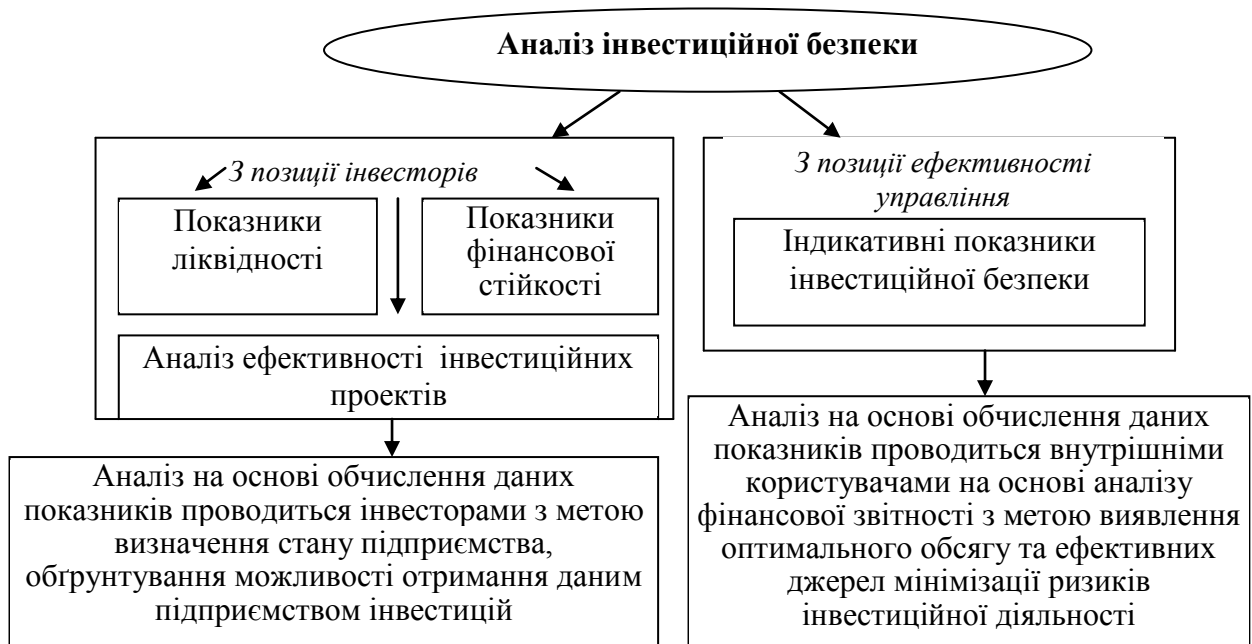 Аналіз інвестиційної безпеки
З позиції інвесторів
Показники
ліквідності
Показники
фінансової
стійкості
Аналіз ефективності інвестиційних
проектів
Аналіз на основі обчислення даних
показників проводиться інвесторами з метою
визначення стану підприємства,
обґрунтування можливості отримання даним
підприємством інвестицій
З позиції ефективності
управління
Індикативні показники
інвестиційної безпеки
Аналіз на основі обчислення даних
показників проводиться внутрішніми
користувачами на основі аналізу
фінансової звітності з метою виявлення
оптимального обсягу та ефективних
джерел мінімізації ризиків
інвестиційної діяльності